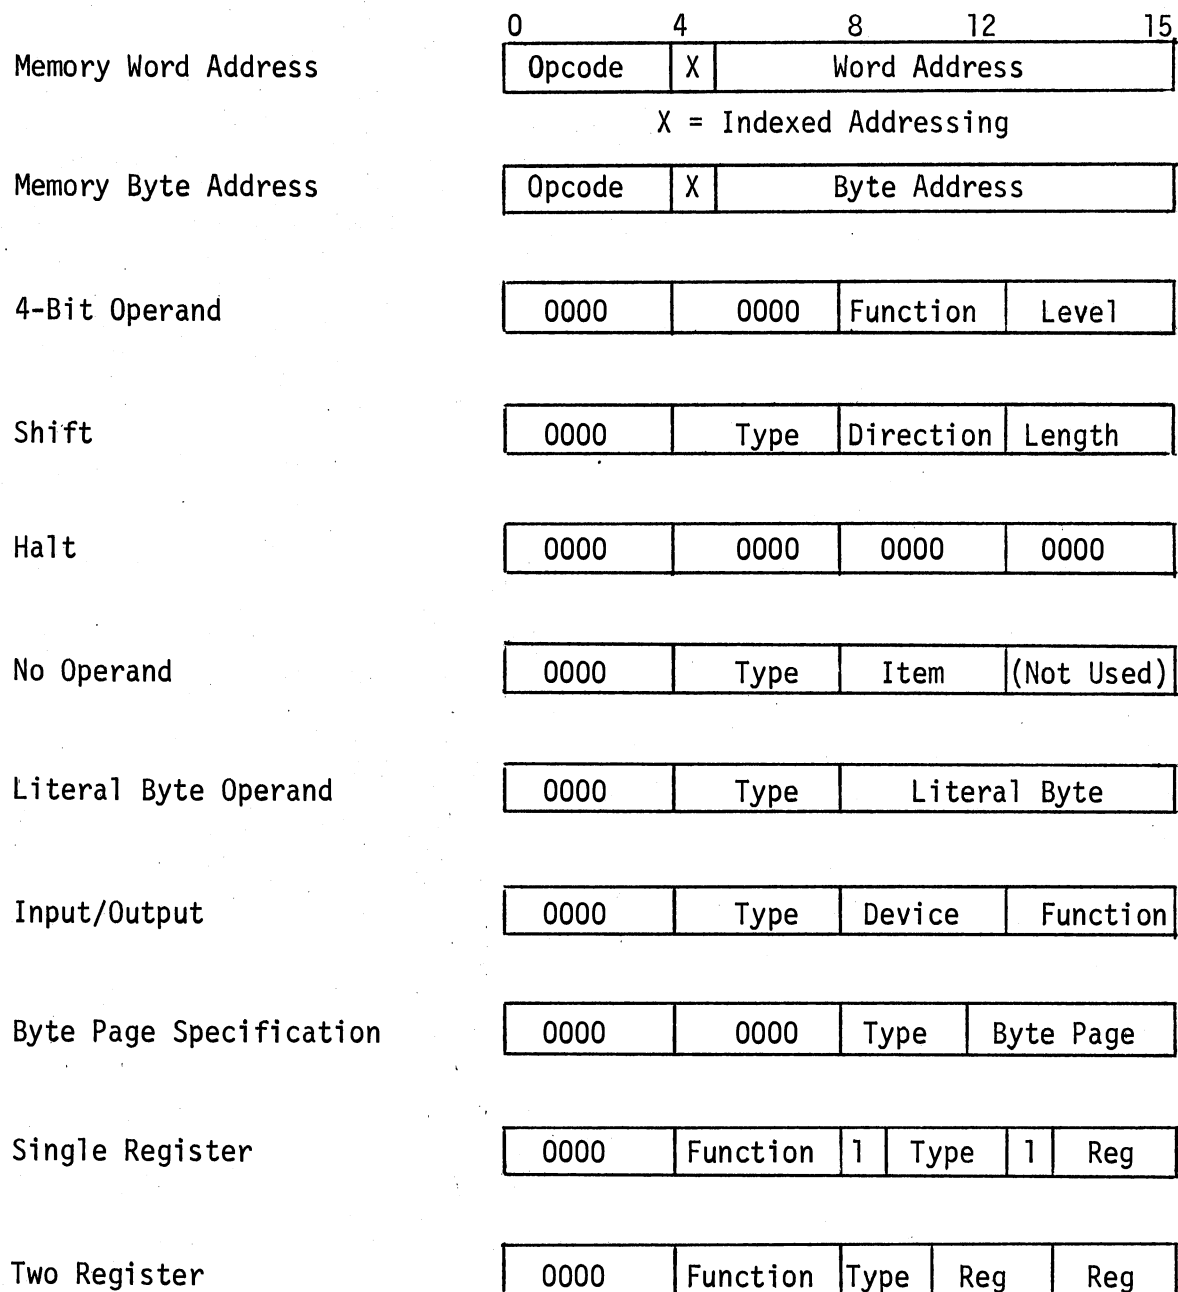 0 4 8 12 15
Memory Word Address Opcode X Word Address
X = Indexed Addressing
Memory Byte Address Opcode X Byte Address
4-Bit Operand 0000 0000 Function Level
Shift 0000 Type Direction Length
Halt 0000 0000 0000 0000
No Operand 0000 Type Item (Not Used)
Literal Byte Operand 0000 Type Literal Byte
Input/Output 0000 Type Device Function
Byte Page Specification 0000 0000 Type Byte Page
Single Register 0000 Function 1 Type 1 Reg
Two Register 0000 Function Type Reg Reg